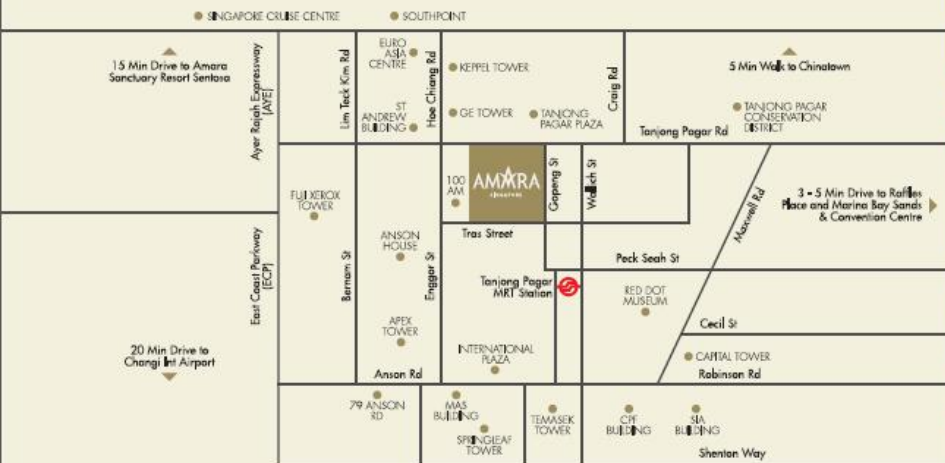 SINGAPORE CRUISE CENTRE
SOUTHPOINT
15 Min Drive to Amara
Sanctuary Resort Sentosa
Ayer Rajah Expressway
(AYE)
Lim Teck Kim Rd
EURO
ASIA
CENTRE
Hoe Chiang Rd
KEPPEL TOWER
Craig Rd
5 Min Walk to Chinatown
ST
ANDREW
BUILDING
GE TOWER
TANJONG
PAGAR PLAZA
TANJONG PAGAR
CONSERVATION
DISTRICT
Tanjong Pagar Rd
FUJI XEROX
TOWER
100
AM
AMARA
SINGAPORE
Gopeng St
Wallich St
Maxwell Rd
3 - 5 Min Drive to Raffles
Place and Marina Bay Sands
& Convention Centre
Tras Street
ANSON
HOUSE
East Coast Parkway
(ECP)
Bernam St
Enggor St
Peck Seah St
Tanjong Pagar
MRT Station
RED DOT
MUSEUM
APEX
TOWER
Cecil St
20 Min Drive to
Changi Int Airport
INTERNATIONAL
PLAZA
CAPITAL TOWER
Anson Rd
Robinson Rd
79 ANSON
RD
MAS
BUILDING
SPRINGLEAF
TOWER
TEMASEK
TOWER
CPF
BUILDING
SIA
BUILDING
Shenton Way